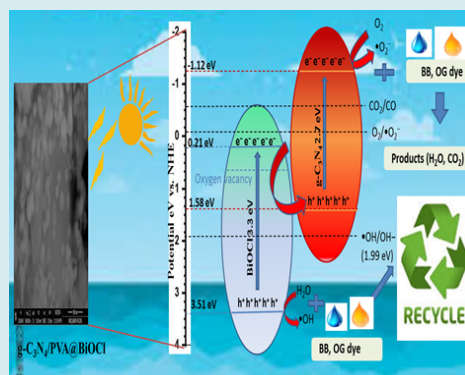 Potential eV vs. NHE
-2
-1
0
1
2
3
4
-1.12 eV
0.21 eV
1.58 eV
3.51 eV
e⁻e⁻e⁻e⁻e⁻
Oxygen vacancy
BiOCl 3.3 eV
h⁺ h⁺ h⁺ h⁺ h⁺
e⁻ e⁻ e⁻ e⁻ e⁻
g-C₃N₄ 2.7 eV
h⁺ h⁺ h⁺ h⁺ h⁺
O₂
•O₂⁻
CO₂/CO
O₂/•O₂⁻
•OH/OH⁻
(1.99 eV)
H₂O
•OH
BB, OG dye
Products (H₂O, CO₂)
RECYCLE
BB, OG dye
g-C₃N₄/PVA@BiOCl